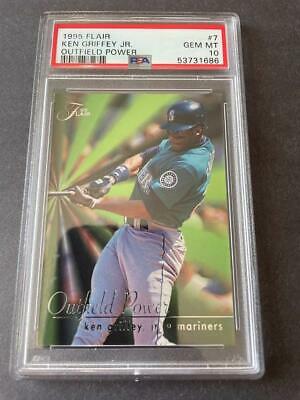 1995 FLAIR #7
KEN GRIFFEY JR. GEM MT
OUTFIELD POWER PSA 10
53731686
Flair
Outfield Power
ken griffey, jr. mariners